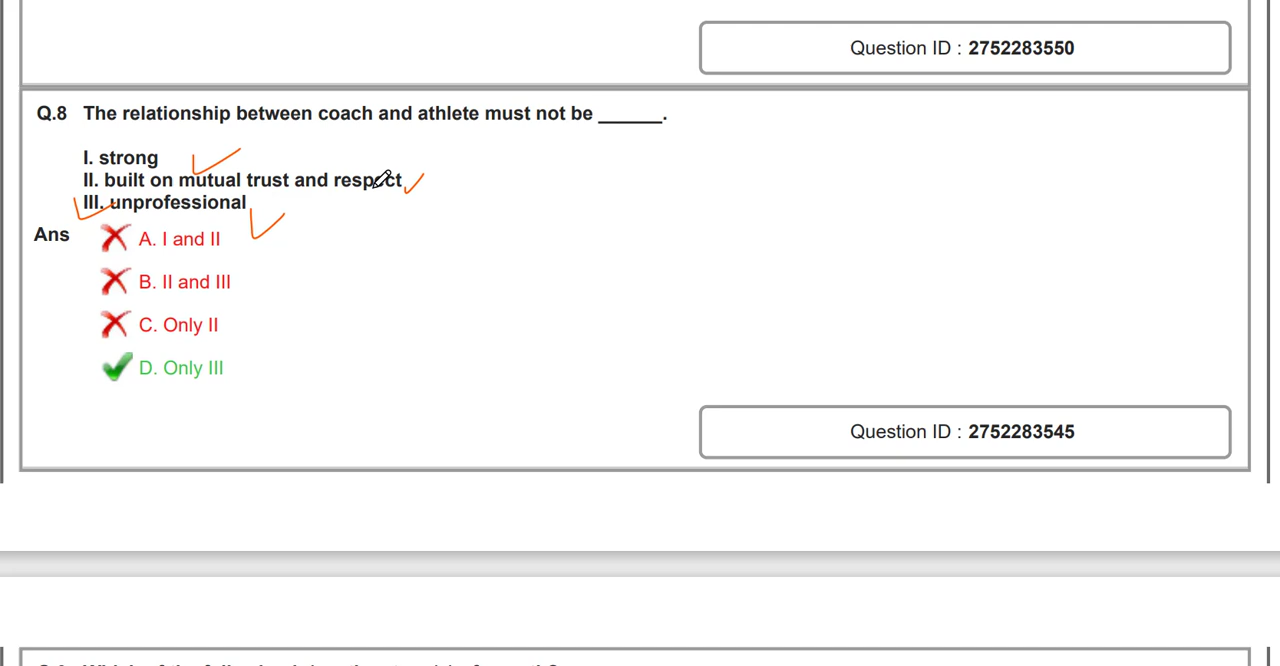 Question ID : 2752283550
Q.8 The relationship between coach and athlete must not be ______.
I. strong
II. built on mutual trust and respect
III. unprofessional
Ans A. I and II
B. II and III
C. Only II
D. Only III
Question ID : 2752283545